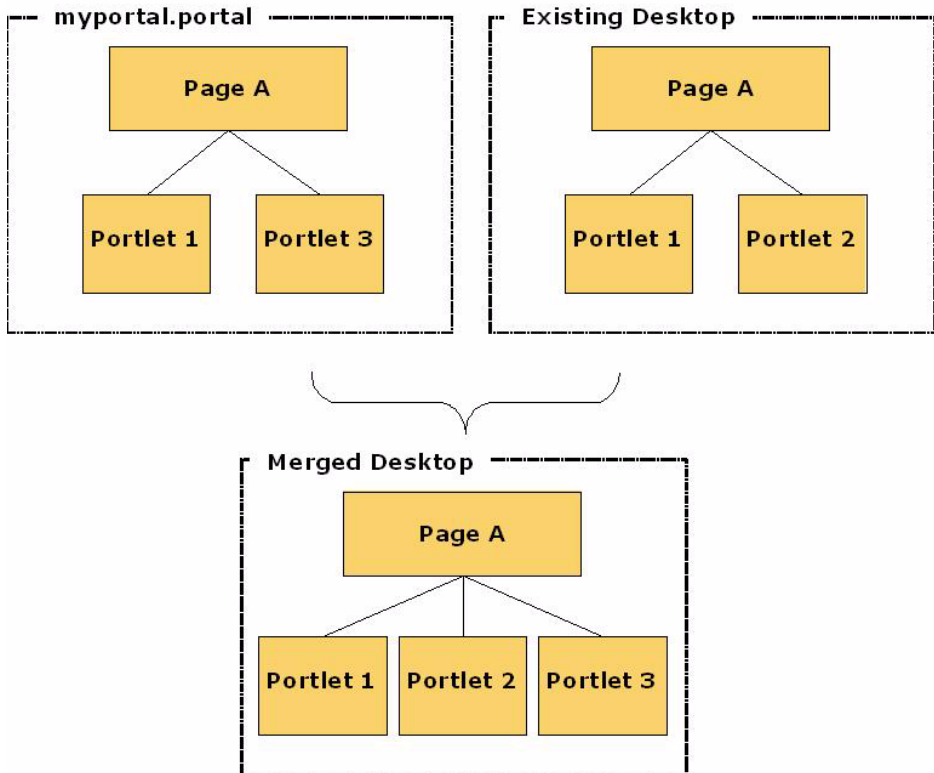 myportal.portal
Page A
Portlet 1
Portlet 3
Existing Desktop
Page A
Portlet 1
Portlet 2
Merged Desktop
Page A
Portlet 1
Portlet 2
Portlet 3